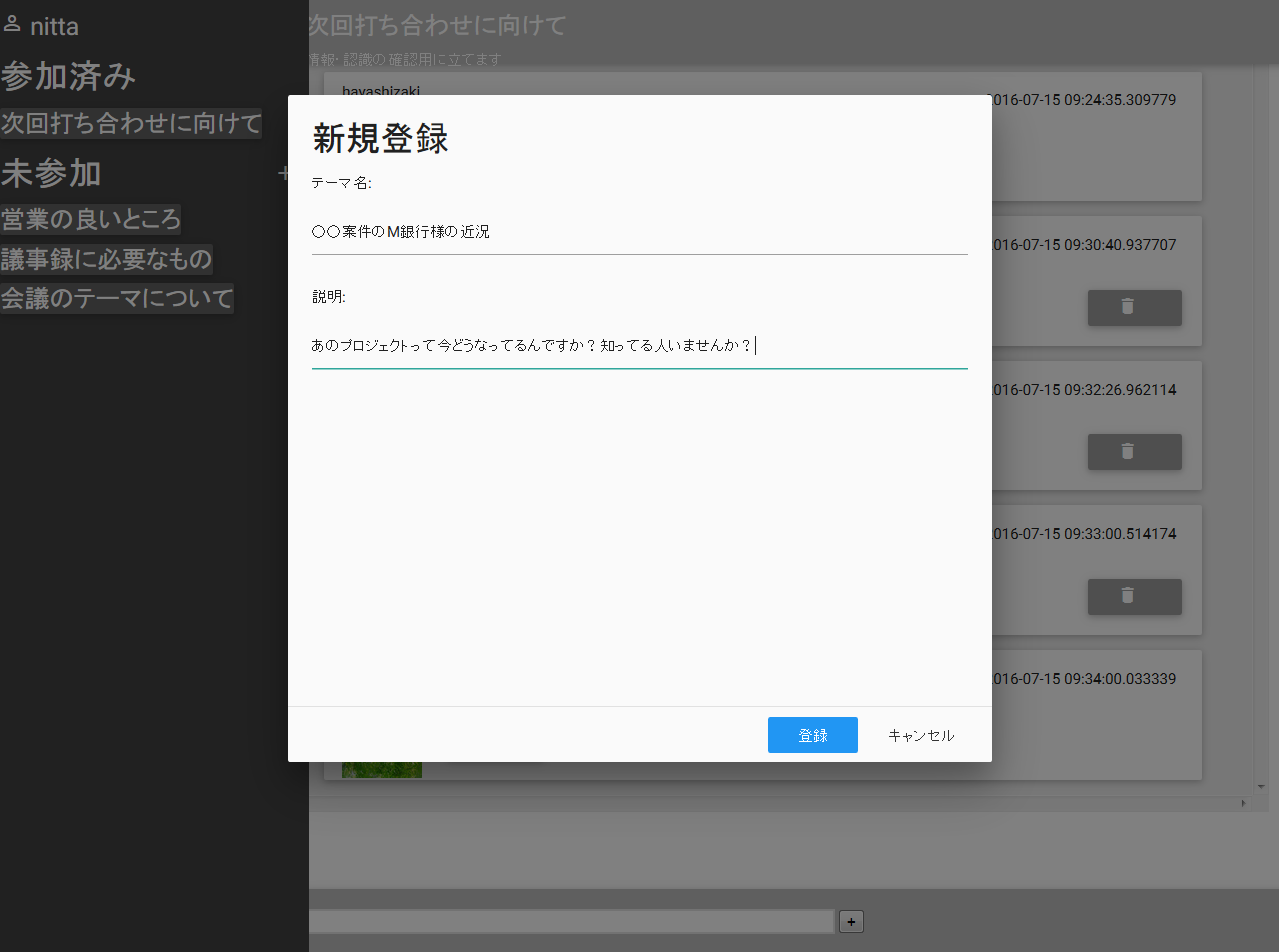 nitta
参加済み
次回打ち合わせに向けて
未参加 +
営業の良いところ
議事録に必要なもの
会議のテーマについて
次回打ち合わせに向けて
情報・認識の確認用に立てます
hayashizaki
2016-07-15 09:24:35.309779
2016-07-15 09:30:40.937707
2016-07-15 09:32:26.962114
2016-07-15 09:33:00.514174
2016-07-15 09:34:00.033339
新規登録
テーマ名:
〇〇案件のM銀行様の近況
説明:
あのプロジェクトって今どうなってるんですか？知ってる人いませんか？
登録 キャンセル
+